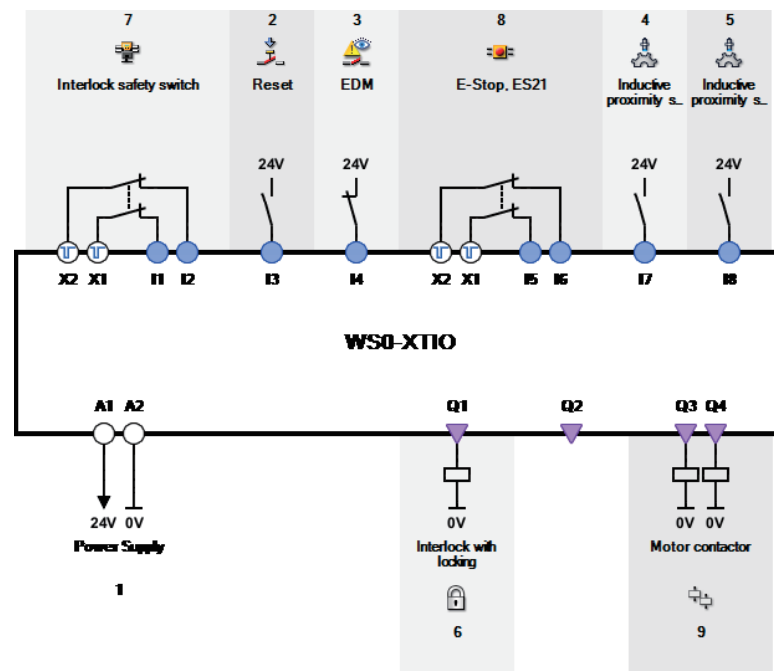 7 2 3 8 4 5
Interlock safety switch Reset EDM E-Stop, ES21 Inductive proximity s... Inductive proximity s...
24V 24V 24V 24V
X2 X1 I1 I2 I3 I4 X2 X1 I5 I6 I7 I8
WS0-XTIO
A1 A2 Q1 Q2 Q3 Q4
24V 0V 0V 0V 0V
Power Supply Interlock with locking Motor contactor
1
6 9